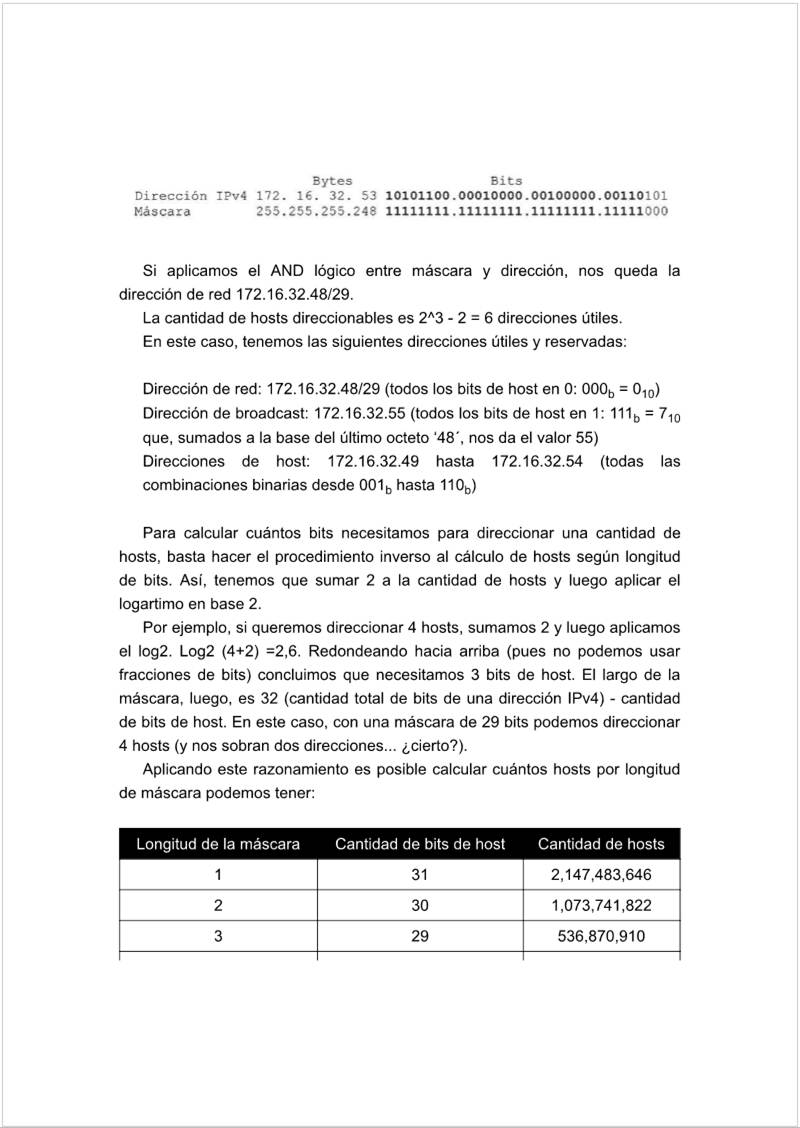 Bytes Bits
Dirección IPv4 172. 16. 32. 53 10101100.00010000.00100000.00110101
Máscara 255.255.255.248 11111111.11111111.11111111.11111000
Si aplicamos el AND lógico entre máscara y dirección, nos queda la
dirección de red 172.16.32.48/29.
La cantidad de hosts direccionables es 2^3 - 2 = 6 direcciones útiles.
En este caso, tenemos las siguientes direcciones útiles y reservadas:
Dirección de red: 172.16.32.48/29 (todos los bits de host en 0: 000b = 010)
Dirección de broadcast: 172.16.32.55 (todos los bits de host en 1: 111b = 710
que, sumados a la base del último octeto ‘48´, nos da el valor 55)
Direcciones de host: 172.16.32.49 hasta 172.16.32.54 (todas las
combinaciones binarias desde 001b hasta 110b)
Para calcular cuántos bits necesitamos para direccionar una cantidad de
hosts, basta hacer el procedimiento inverso al cálculo de hosts según longitud
de bits. Así, tenemos que sumar 2 a la cantidad de hosts y luego aplicar el
logartimo en base 2.
Por ejemplo, si queremos direccionar 4 hosts, sumamos 2 y luego aplicamos
el log2. Log2 (4+2) =2,6. Redondeando hacia arriba (pues no podemos usar
fracciones de bits) concluimos que necesitamos 3 bits de host. El largo de la
máscara, luego, es 32 (cantidad total de bits de una dirección IPv4) - cantidad
de bits de host. En este caso, con una máscara de 29 bits podemos direccionar
4 hosts (y nos sobran dos direcciones... ¿cierto?).
Aplicando este razonamiento es posible calcular cuántos hosts por longitud
de máscara podemos tener:
Longitud de la máscara Cantidad de bits de host Cantidad de hosts
1 31 2,147,483,646
2 30 1,073,741,822
3 29 536,870,910